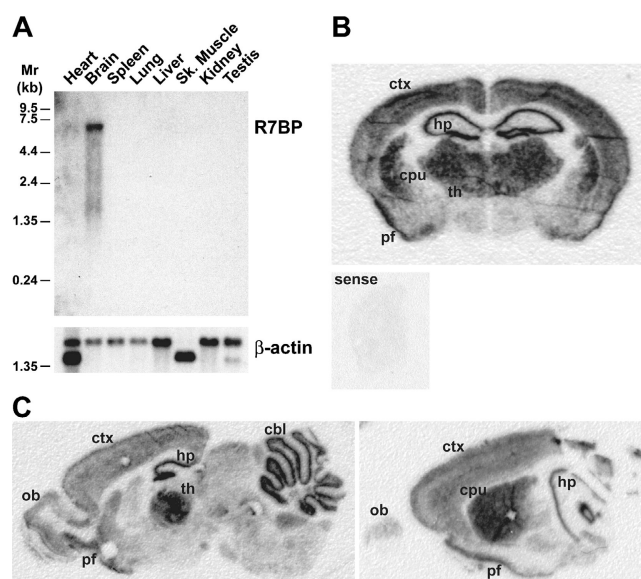 A
Mr
(kb)
Heart
Brain
Spleen
Lung
Liver
Sk. Muscle
Kidney
Testis
9.5
7.5
4.4
2.4
1.35
0.24
R7BP
1.35
β-actin
B
ctx
hp
cpu
th
pf
sense
C
ctx
hp
cbl
th
ob
pf
ctx
cpu
hp
ob
pf